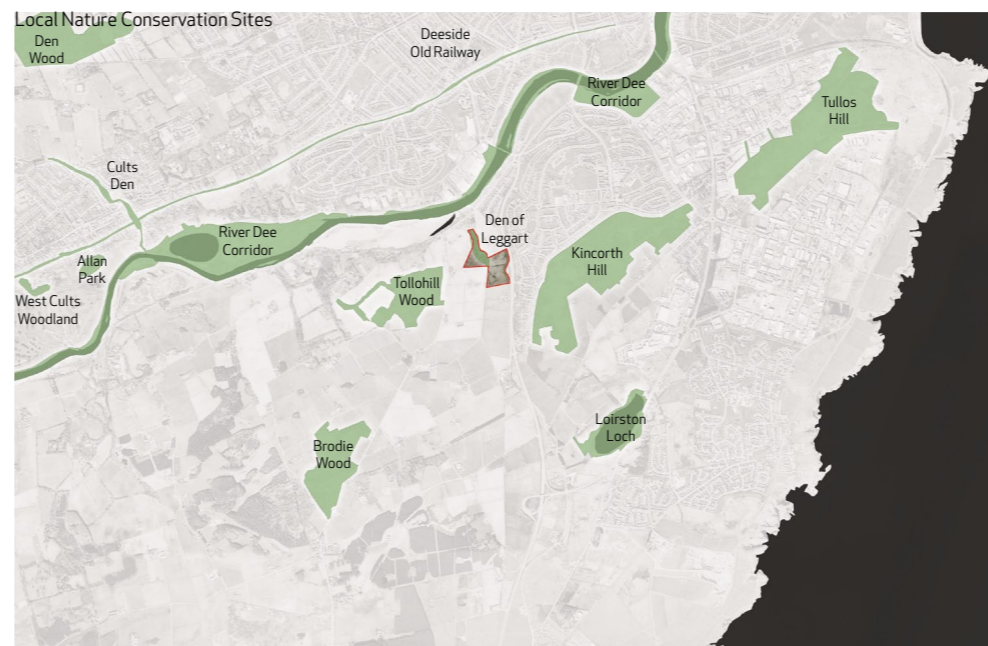 Local Nature Conservation Sites
Den
Wood
Deeside
Old Railway
River Dee
Corridor
Tullos
Hill
Cults
Den
River Dee
Corridor
Den of
Leggart
Kincorth
Hill
Allan
Park
Tollohill
Wood
West Cults
Woodland
Loirston
Loch
Brodie
Wood